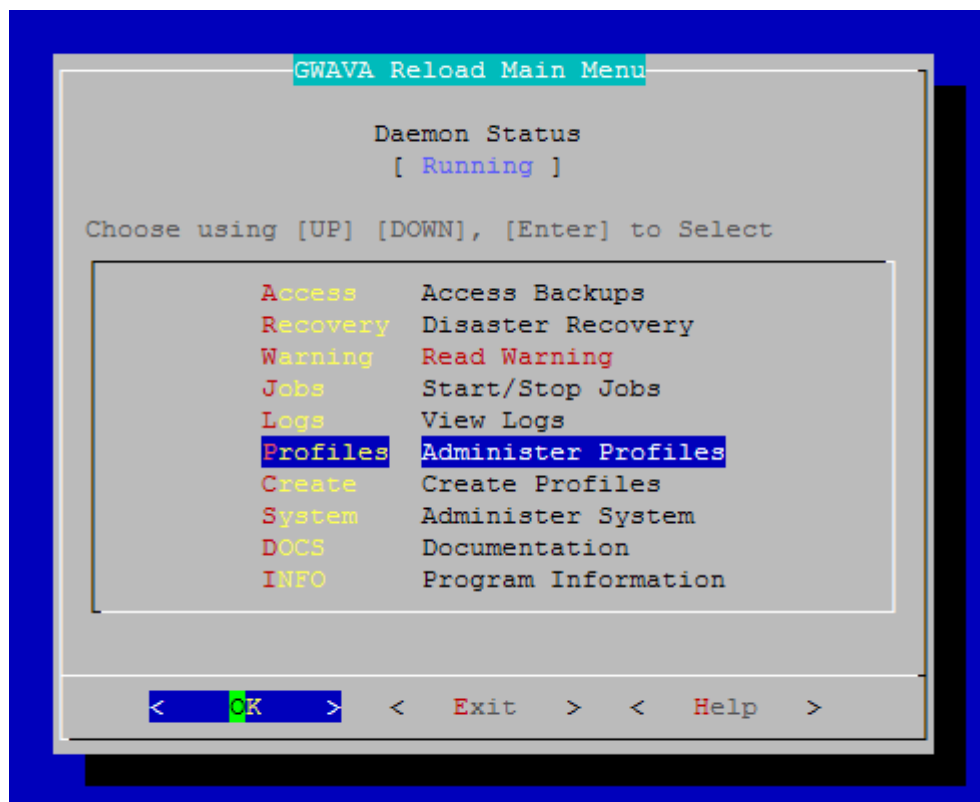 GWAVA Reload Main Menu
Daemon Status
[ Running ]
Choose using [UP] [DOWN], [Enter] to Select
Access Access Backups
Recovery Disaster Recovery
Warning Read Warning
Jobs Start/Stop Jobs
Logs View Logs
Profiles Administer Profiles
Create Create Profiles
System Administer System
DOCS Documentation
INFO Program Information
< OK > < Exit > < Help >